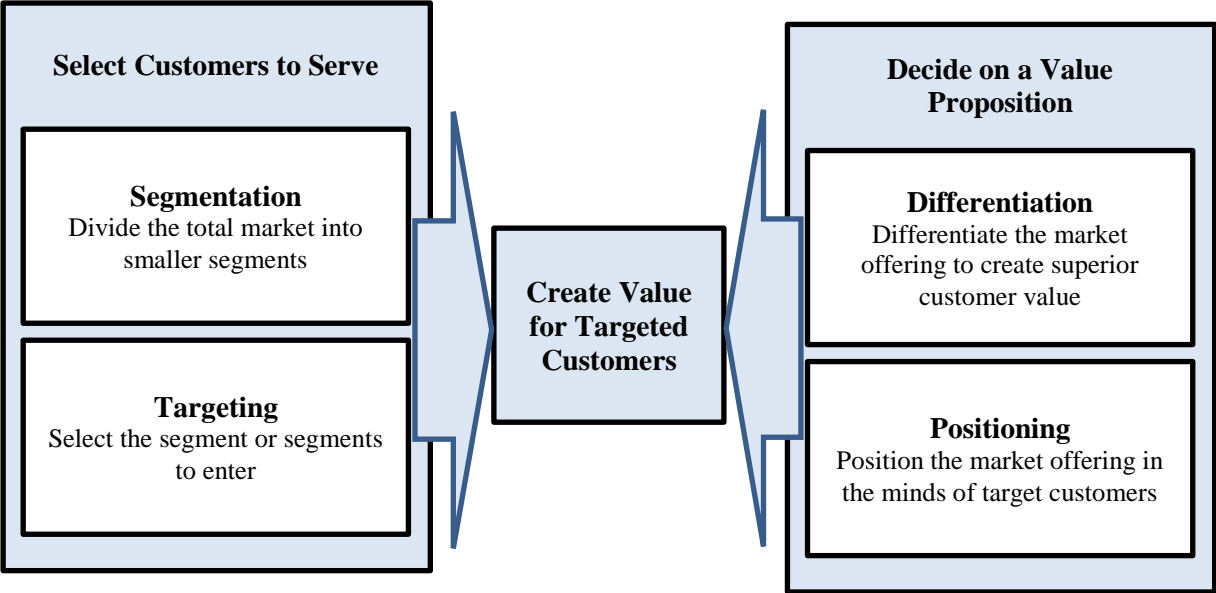 Select Customers to Serve
Segmentation
Divide the total market into
smaller segments
Targeting
Select the segment or segments
to enter
Create Value
for Targeted
Customers
Decide on a Value
Proposition
Differentiation
Differentiate the market
offering to create superior
customer value
Positioning
Position the market offering in
the minds of target customers